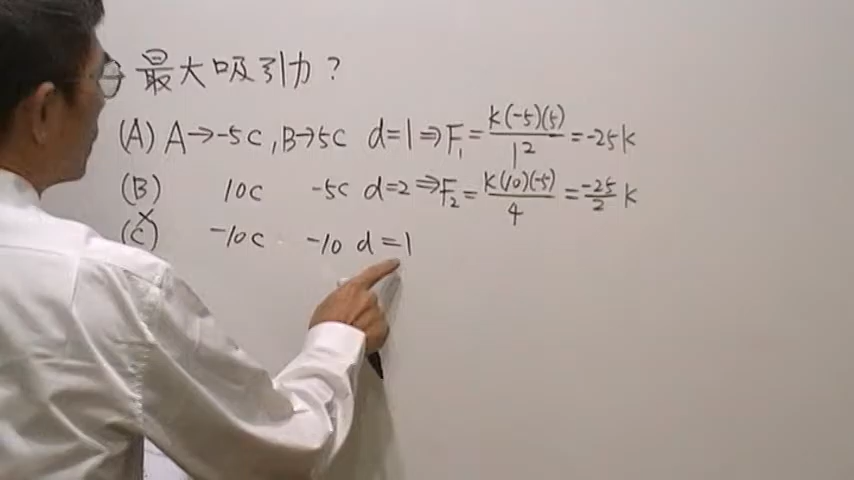 最大吸引力？
(A) A→-5C , B→5C d=1 ⇒ F₁ = k(-5)(5)/1² = -25k
(B) 10C -5C d=2 ⇒ F₂ = k(10)(-5)/4 = -25/2 k
(C) -10C -10 d=1